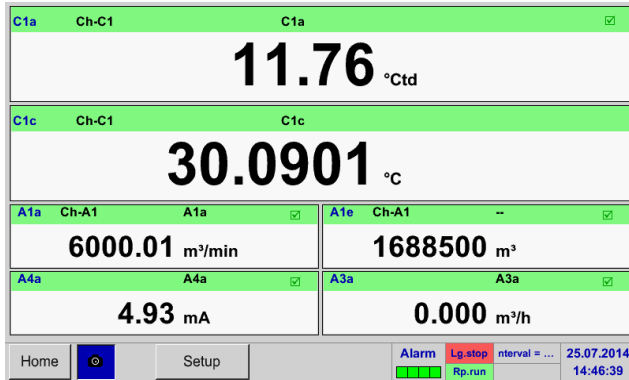 C1a Ch-C1 C1a
11.76 °Ctd
C1c Ch-C1 C1c
30.0901 °C
A1a Ch-A1 A1a
6000.01 m³/min
A1e Ch-A1 --
1688500 m³
A4a A4a
4.93 mA
A3a A3a
0.000 m³/h
Home Setup
Alarm Lg.stop nterval = ... 25.07.2014
Rp.run 14:46:39